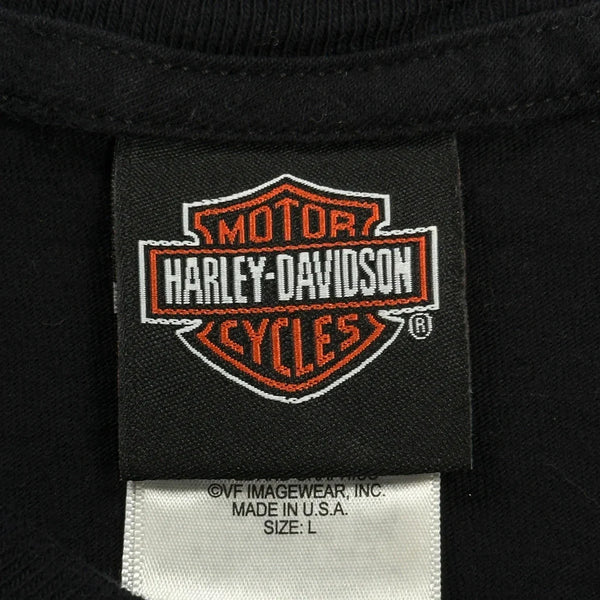 MOTOR
HARLEY-DAVIDSON
CYCLES
®
©VF IMAGEWEAR, INC.
MADE IN U.S.A.
SIZE: L